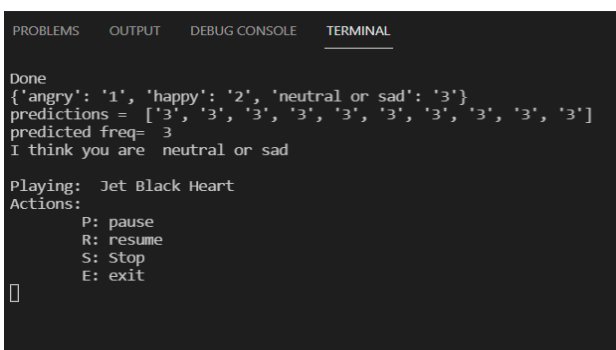 PROBLEMS OUTPUT DEBUG CONSOLE TERMINAL
Done
{'angry': '1', 'happy': '2', 'neutral or sad': '3'}
predictions =  ['3', '3', '3', '3', '3', '3', '3', '3', '3', '3']
predicted freq=  3
I think you are  neutral or sad
Playing:  Jet Black Heart
Actions:
P: pause
R: resume
S: Stop
E: exit